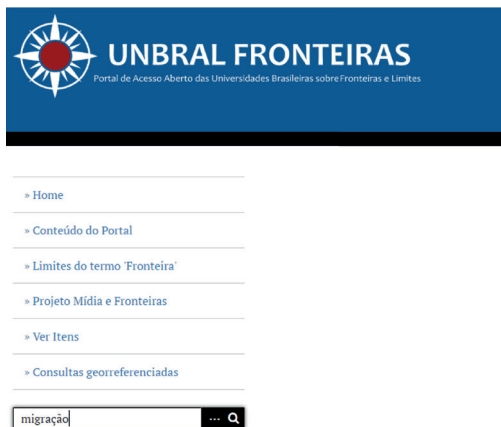 UNBRAL FRONTEIRAS
Portal de Acesso Aberto das Universidades Brasileiras sobre Fronteiras e Limites
» Home
» Conteúdo do Portal
» Limites do termo 'Fronteira'
» Projeto Mídia e Fronteiras
» Ver Itens
» Consultas georreferenciadas
migração